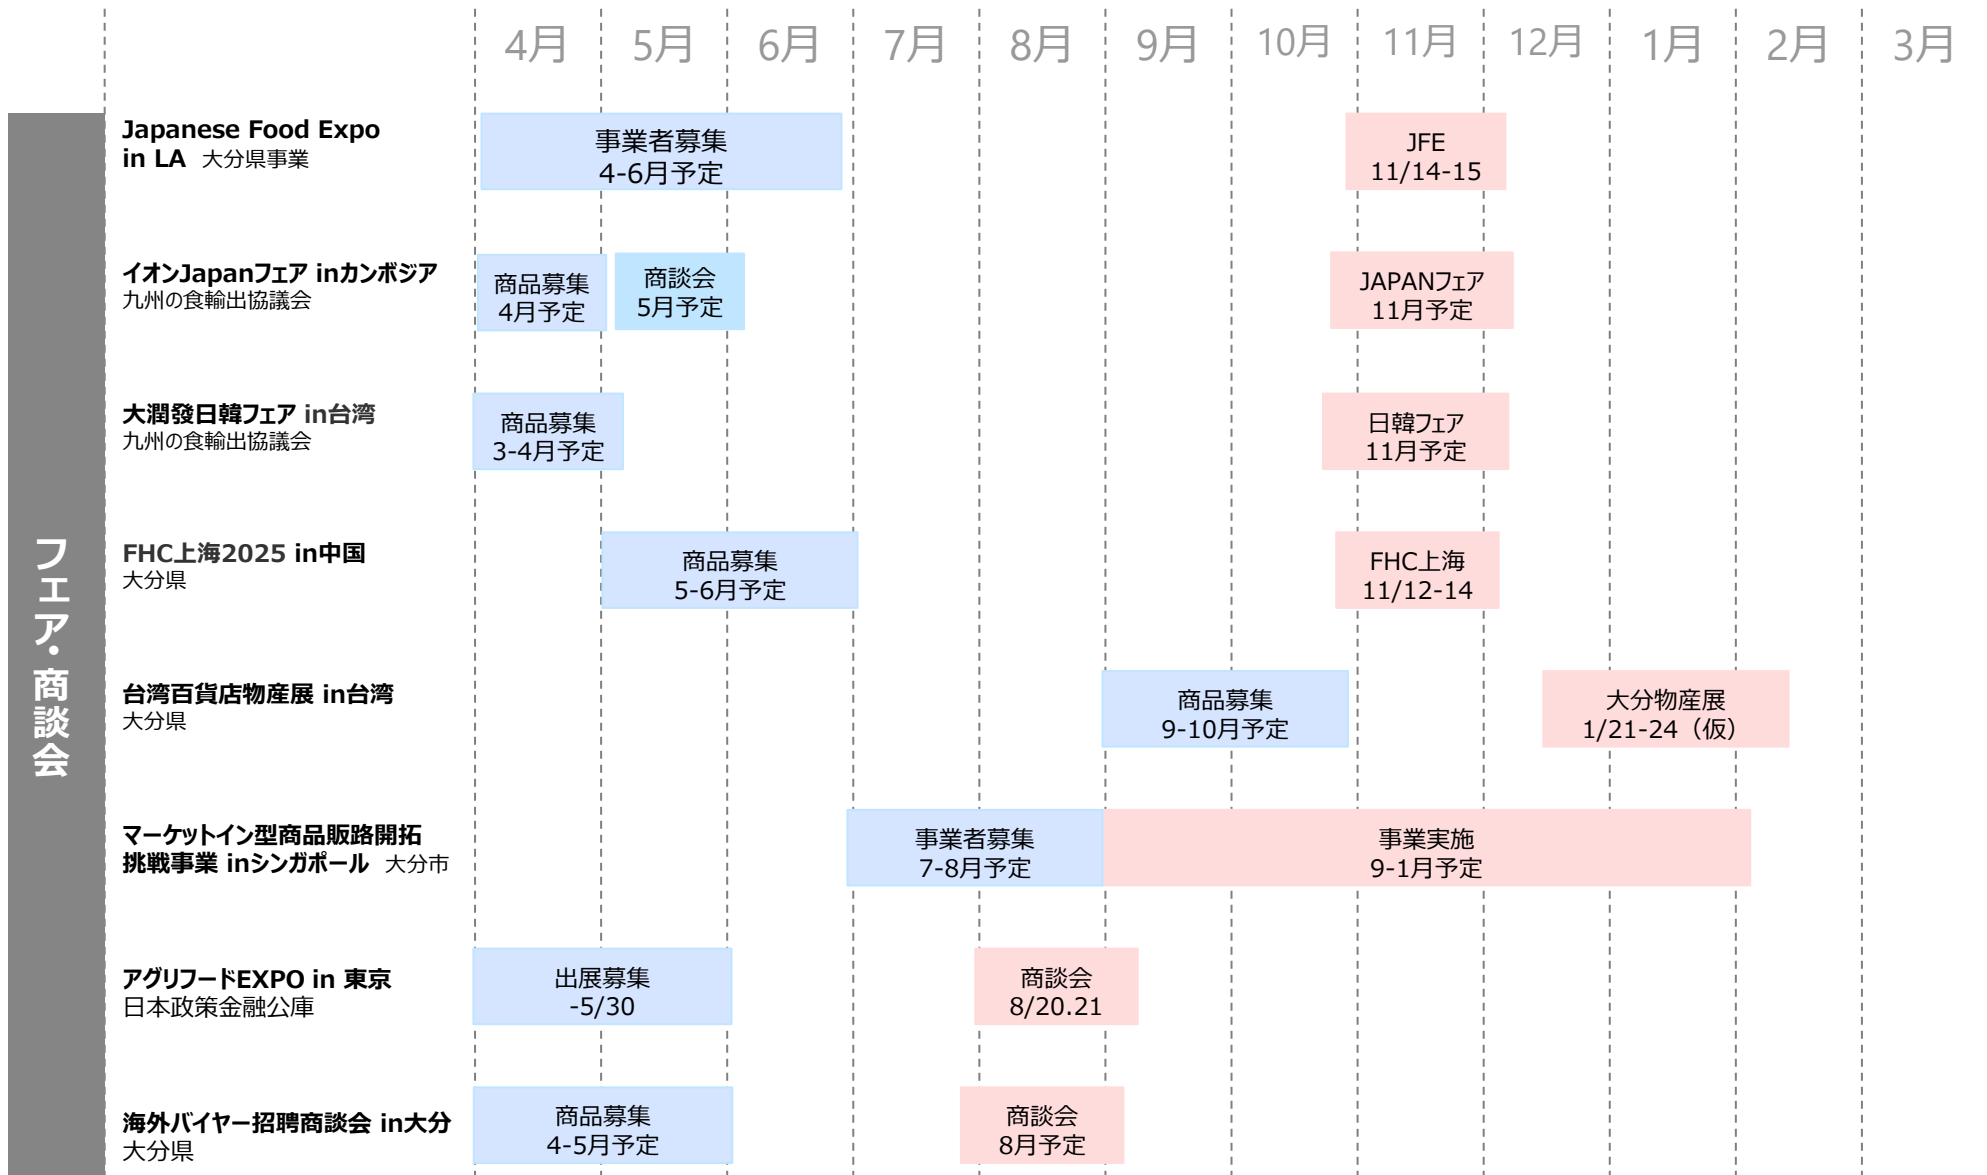 4月 5月 6月 7月 8月 9月 10月 11月 12月 1月 2月 3月
フェア・商談会
Japanese Food Expo
in LA 大分県事業
事業者募集
4-6月予定
JFE
11/14-15
イオンJapanフェア inカンボジア
九州の食輸出協議会
商品募集
4月予定
商談会
5月予定
JAPANフェア
11月予定
大潤發日韓フェア in台湾
九州の食輸出協議会
商品募集
3-4月予定
日韓フェア
11月予定
FHC上海2025 in中国
大分県
商品募集
5-6月予定
FHC上海
11/12-14
台湾百貨店物産展 in台湾
大分県
商品募集
9-10月予定
大分物産展
1/21-24（仮）
マーケットイン型商品販路開拓
挑戦事業 inシンガポール 大分市
事業者募集
7-8月予定
事業実施
9-1月予定
アグリフードEXPO in 東京
日本政策金融公庫
出展募集
-5/30
商談会
8/20.21
海外バイヤー招聘商談会 in大分
大分県
商品募集
4-5月予定
商談会
8月予定